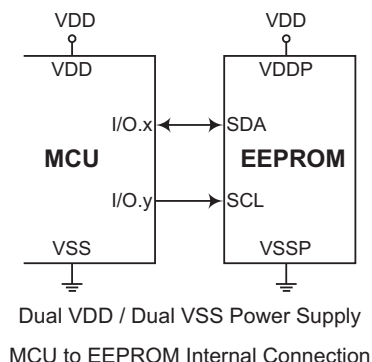 VDD VDD
VDD VDDP
I/O.x SDA
MCU EEPROM
I/O.y SCL
VSS VSSP
Dual VDD / Dual VSS Power Supply
MCU to EEPROM Internal Connection